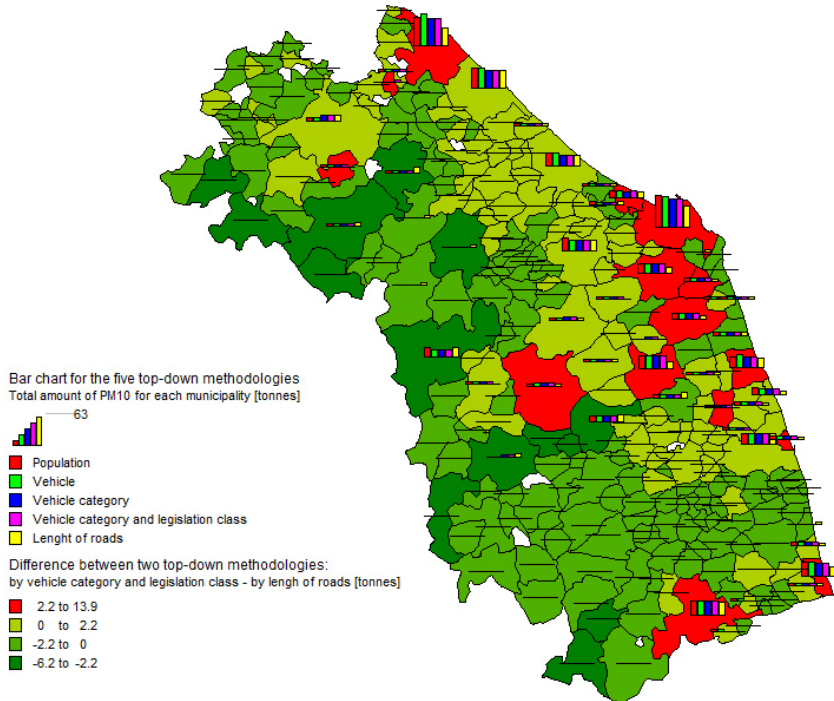 Bar chart for the five top-down methodologies
Total amount of PM10 for each municipality [tonnes]
63
Population
Vehicle
Vehicle category
Vehicle category and legislation class
Lenght of roads
Difference between two top-down methodologies:
by vehicle category and legislation class - by lengh of roads [tonnes]
2.2 to 13.9
0 to 2.2
-2.2 to 0
-6.2 to -2.2